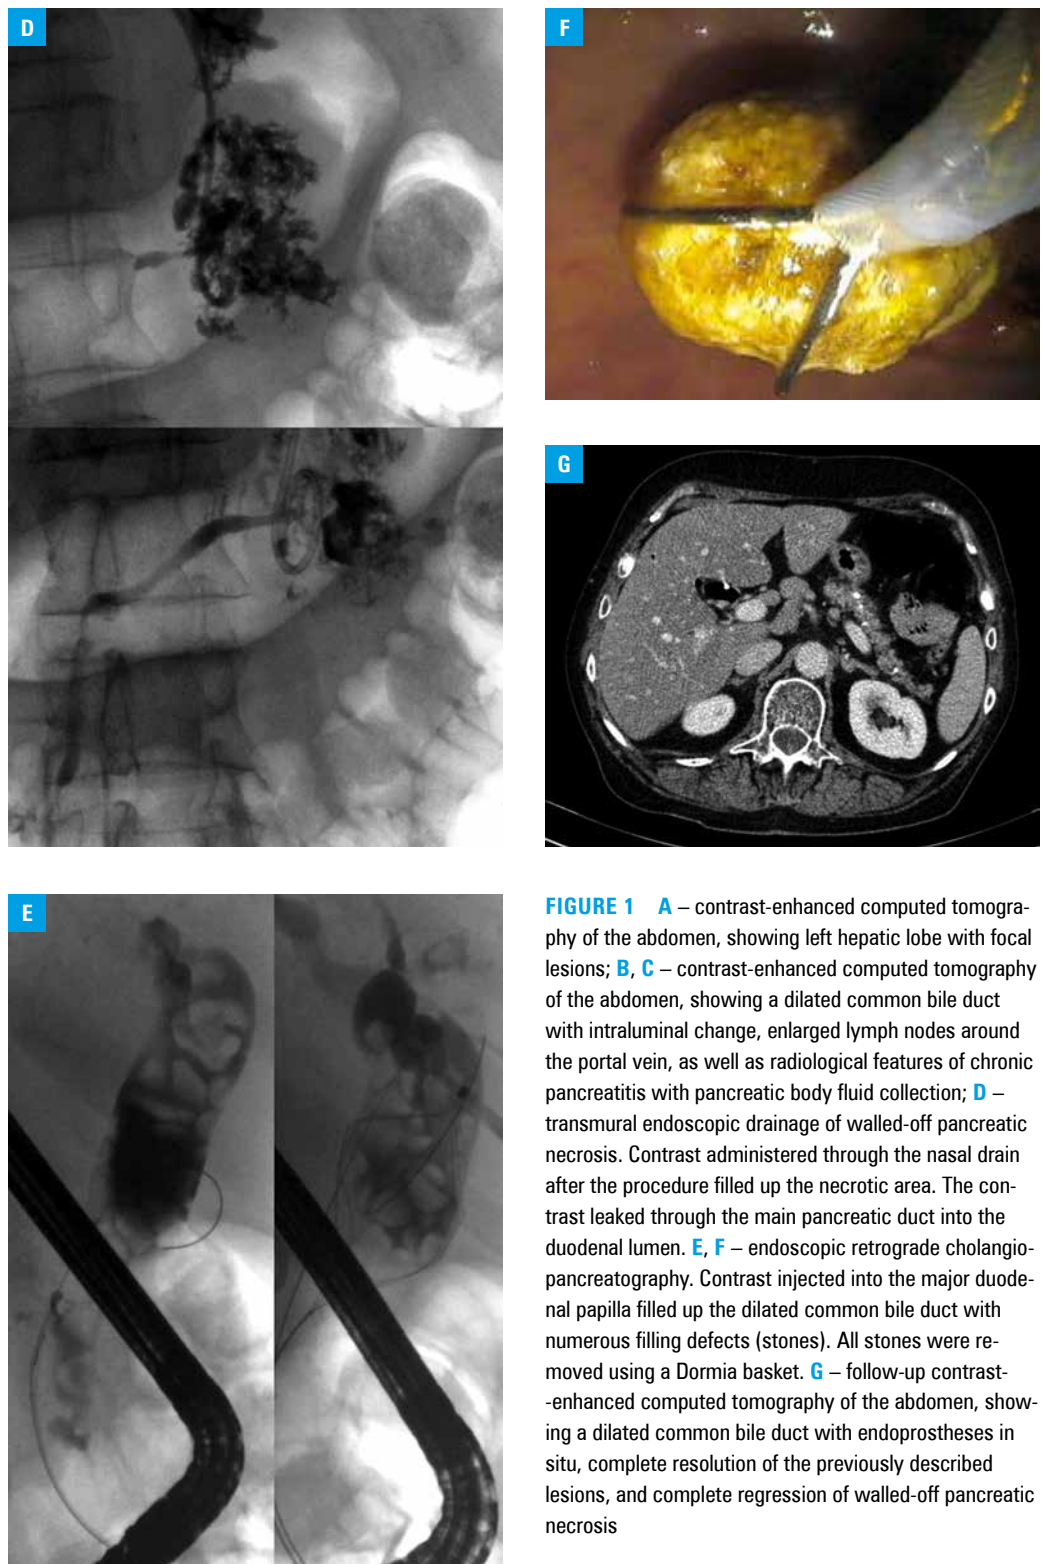 D
F
G
E
FIGURE 1 A – contrast-enhanced computed tomogra-
phy of the abdomen, showing left hepatic lobe with focal
lesions; B, C – contrast-enhanced computed tomography
of the abdomen, showing a dilated common bile duct
with intraluminal change, enlarged lymph nodes around
the portal vein, as well as radiological features of chronic
pancreatitis with pancreatic body fluid collection; D –
transmural endoscopic drainage of walled-off pancreatic
necrosis. Contrast administered through the nasal drain
after the procedure filled up the necrotic area. The con-
trast leaked through the main pancreatic duct into the
duodenal lumen. E, F – endoscopic retrograde cholangio-
pancreatography. Contrast injected into the major duode-
nal papilla filled up the dilated common bile duct with
numerous filling defects (stones). All stones were re-
moved using a Dormia basket. G – follow-up contrast-
-enhanced computed tomography of the abdomen, show-
ing a dilated common bile duct with endoprostheses in
situ, complete resolution of the previously described
lesions, and complete regression of walled-off pancreatic
necrosis